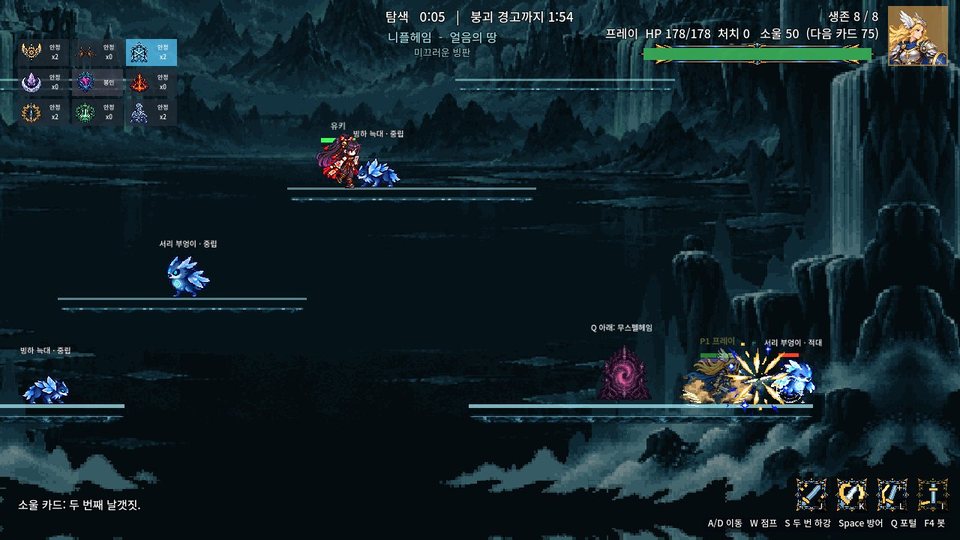 탐색 0:05 | 붕괴 경고까지 1:54
니플헤임 - 얼음의 땅
미끄러운 빙판
생존 8 / 8
프레이 HP 178/178 처치 0 소울 50 (다음 카드 75)
안정 x2 안정 x0 안정 x2
안정 x0 봉인 안정 x0
안정 x2 안정 x0 안정 x2
유키
빙하 늑대 · 중립
서리 부엉이 · 중립
Q 아래: 무스펠헤임
P1 프레이
서리 부엉이 · 적대
빙하 늑대 · 중립
소울 카드: 두 번째 날갯짓.
J K L I
A/D 이동 W 점프 S 두 번 하강 Space 방어 Q 포털 F4 봇